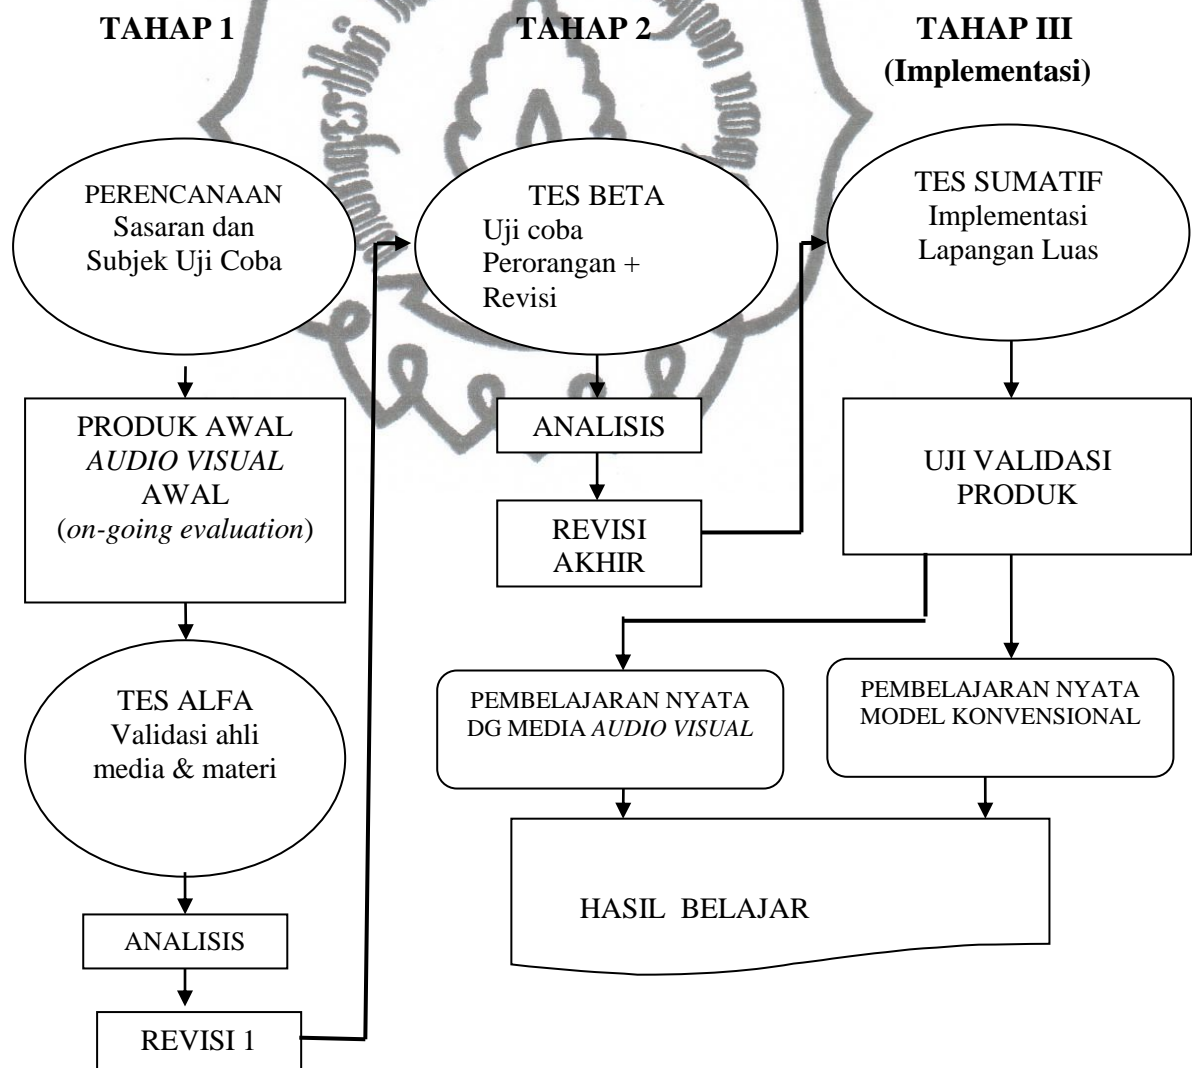 TAHAP 1
TAHAP 2
TAHAP III
(Implementasi)
PERENCANAAN
Sasaran dan
Subjek Uji Coba
PRODUK AWAL
AUDIO VISUAL
AWAL
(on-going evaluation)
TES ALFA
Validasi ahli
media & materi
ANALISIS
REVISI 1
TES BETA
Uji coba
Perorangan +
Revisi
ANALISIS
REVISI
AKHIR
TES SUMATIF
Implementasi
Lapangan Luas
UJI VALIDASI
PRODUK
PEMBELAJARAN NYATA
DG MEDIA AUDIO VISUAL
PEMBELAJARAN NYATA
MODEL KONVENSIONAL
HASIL BELAJAR